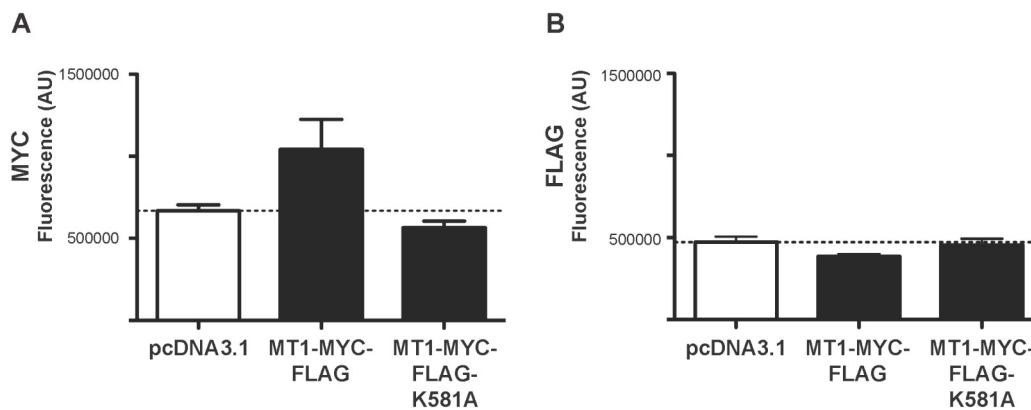 A
MYC
Fluorescence (AU)
1500000
500000
pcDNA3.1
MT1-MYC-
FLAG
MT1-MYC-
FLAG-
K581A
B
FLAG
Fluorescence (AU)
1500000
500000
pcDNA3.1
MT1-MYC-
FLAG
MT1-MYC-
FLAG-
K581A